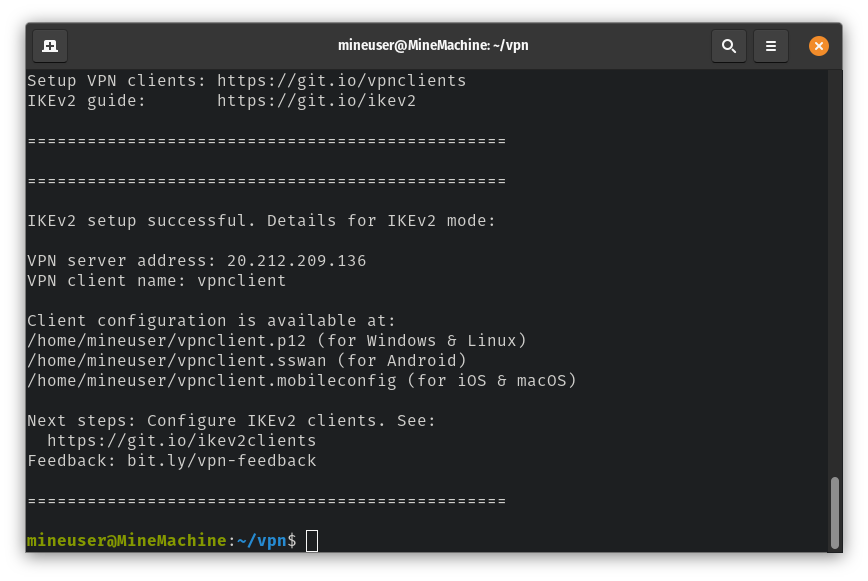 mineuser@MineMachine: ~/vpn
Setup VPN clients: https://git.io/vpnclients
IKEv2 guide:       https://git.io/ikev2
================================================
================================================
IKEv2 setup successful. Details for IKEv2 mode:
VPN server address: 20.212.209.136
VPN client name: vpnclient
Client configuration is available at:
/home/mineuser/vpnclient.p12 (for Windows & Linux)
/home/mineuser/vpnclient.sswan (for Android)
/home/mineuser/vpnclient.mobileconfig (for iOS & macOS)
Next steps: Configure IKEv2 clients. See:
  https://git.io/ikev2clients
Feedback: bit.ly/vpn-feedback
================================================
mineuser@MineMachine:~/vpn$